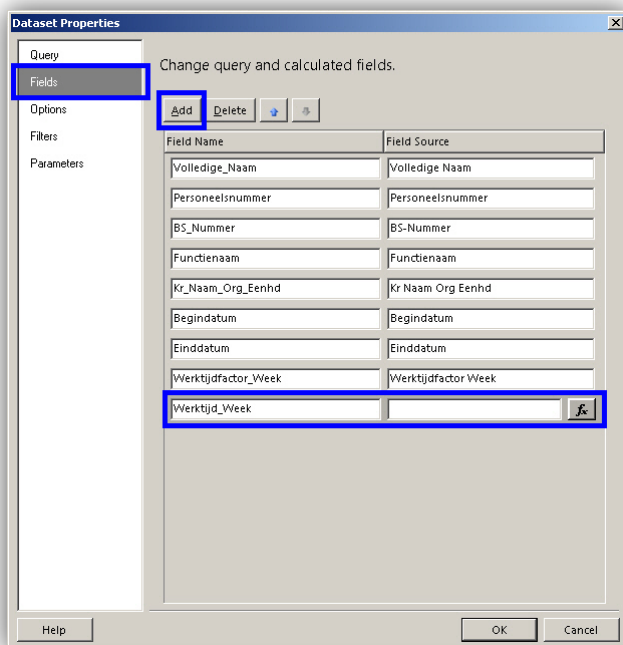 Dataset Properties
Query
Fields
Options
Filters
Parameters
Change query and calculated fields.
Add Delete
Field Name Field Source
Volledige_Naam Volledige Naam
Personeelsnummer Personeelsnummer
BS_Nummer BS-Nummer
Functienaam Functienaam
Kr_Naam_Org_Eenhd Kr Naam Org Eenhd
Begindatum Begindatum
Einddatum Einddatum
Werktijdfactor_Week Werktijdfactor Week
Werktijd_Week fx
Help OK Cancel